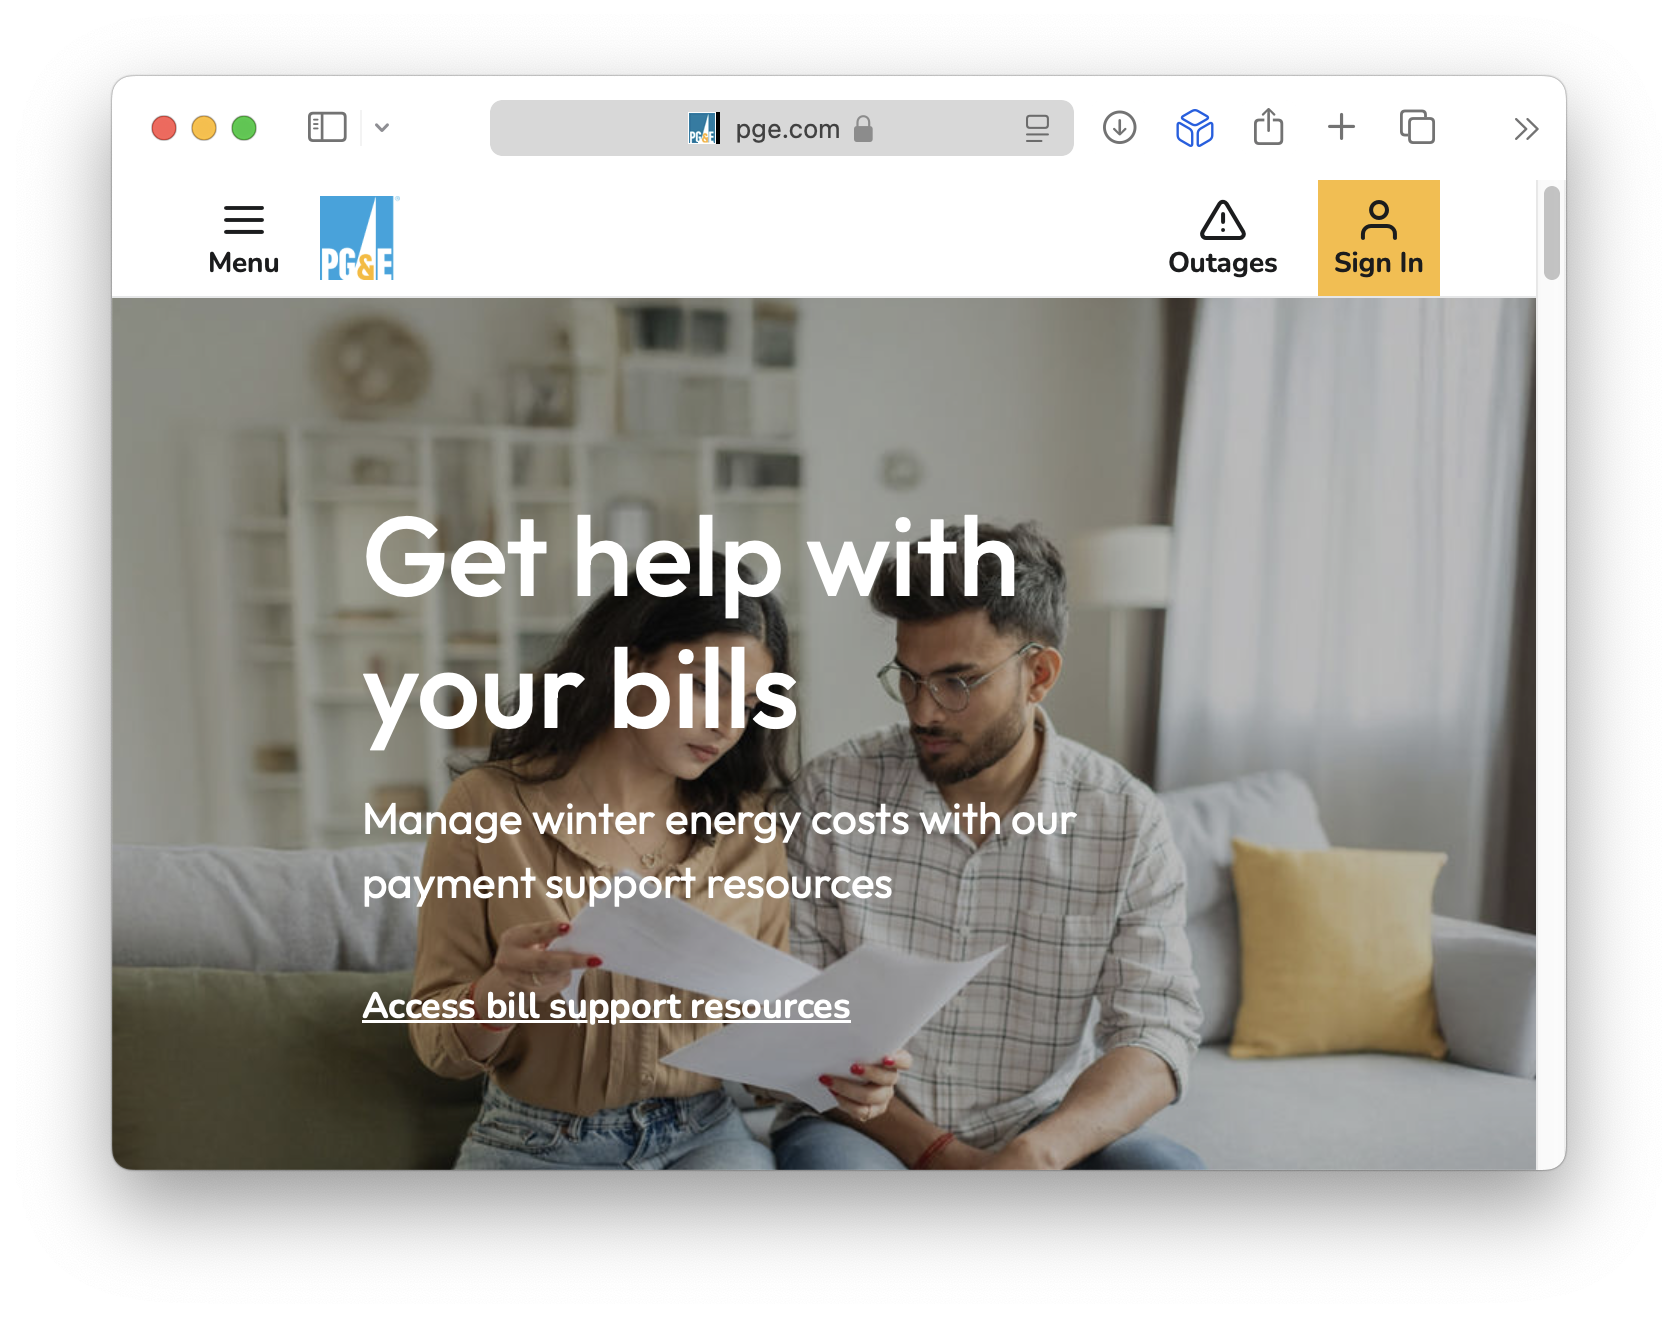 pge.com
Menu
PG&E
Outages
Sign In
Get help with
your bills
Manage winter energy costs with our
payment support resources
Access bill support resources